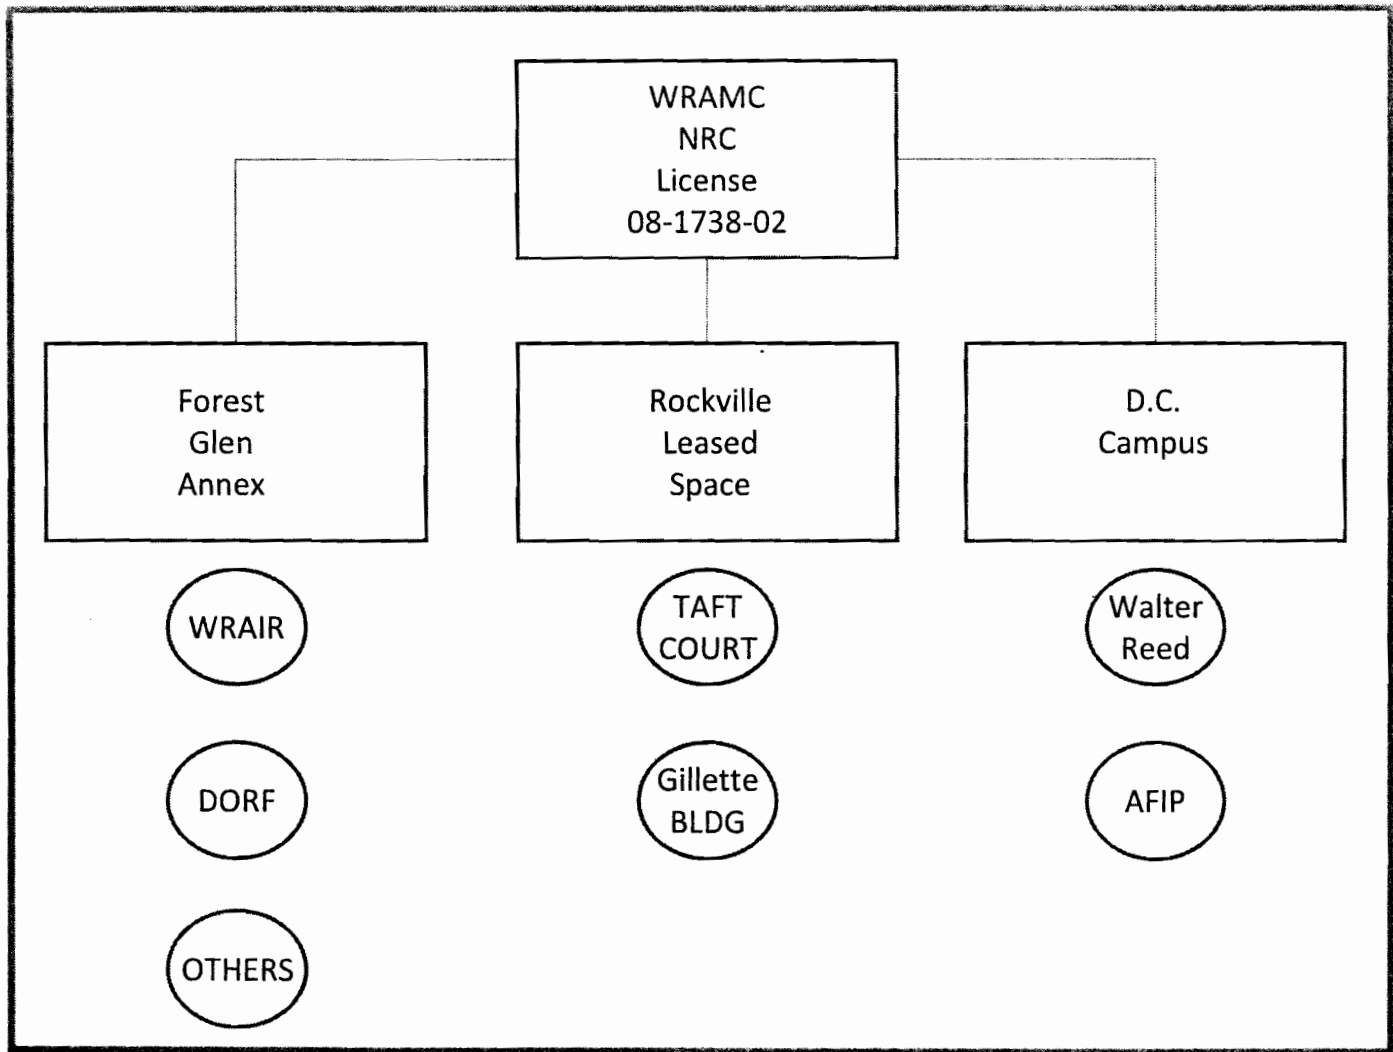 WRAMC
NRC
License
08-1738-02
Forest
Glen
Annex
Rockville
Leased
Space
D.C.
Campus
WRAIR
TAFT
COURT
Walter
Reed
DORF
Gillette
BLDG
AFIP
OTHERS